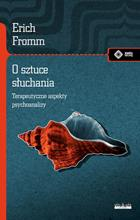 Erich
Fromm
O sztuce
słuchania
Terapeutyczne aspekty
psychoanalizy